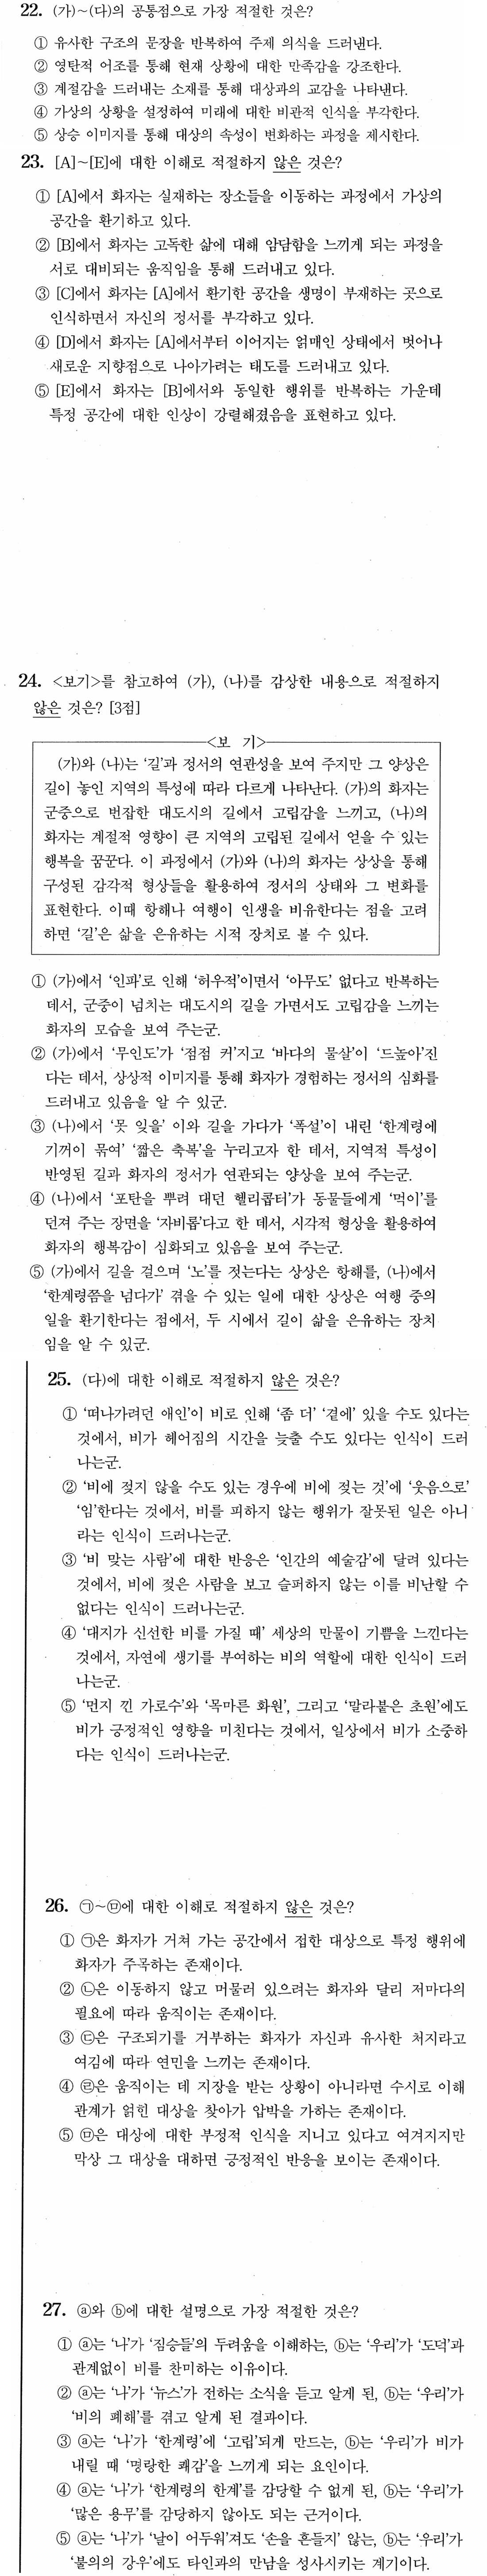 22. (가)~(다)의 공통점으로 가장 적절한 것은?
① 유사한 구조의 문장을 반복하여 주제 의식을 드러낸다.
② 영탄적 어조를 통해 현재 상황에 대한 만족감을 강조한다.
③ 계절감을 드러내는 소재를 통해 대상과의 교감을 나타낸다.
④ 가상의 상황을 설정하여 미래에 대한 비관적 인식을 부각한다.
⑤ 상승 이미지를 통해 대상의 속성이 변화하는 과정을 제시한다.
23. [A]~[E]에 대한 이해로 적절하지 않은 것은?
① [A]에서 화자는 실재하는 장소들을 이동하는 과정에서 가상의
공간을 환기하고 있다.
② [B]에서 화자는 고독한 삶에 대해 암담함을 느끼게 되는 과정을
서로 대비되는 움직임을 통해 드러내고 있다.
③ [C]에서 화자는 [A]에서 환기한 공간을 생명이 부재하는 곳으로
인식하면서 자신의 정서를 부각하고 있다.
④ [D]에서 화자는 [A]에서부터 이어지는 얽매인 상태에서 벗어나
새로운 지향점으로 나아가려는 태도를 드러내고 있다.
⑤ [E]에서 화자는 [B]에서와 동일한 행위를 반복하는 가운데
특정 공간에 대한 인상이 강렬해졌음을 표현하고 있다.
24. <보기>를 참고하여 (가), (나)를 감상한 내용으로 적절하지
않은 것은? [3점]
<보 기>
(가)와 (나)는 ‘길’과 정서의 연관성을 보여 주지만 그 양상은
길이 놓인 지역의 특성에 따라 다르게 나타난다. (가)의 화자는
군중으로 번잡한 대도시의 길에서 고립감을 느끼고, (나)의
화자는 계절적 영향이 큰 지역의 고립된 길에서 얻을 수 있는
행복을 꿈꾼다. 이 과정에서 (가)와 (나)의 화자는 상상을 통해
구성된 감각적 형상들을 활용하여 정서의 상태와 그 변화를
표현한다. 이때 항해나 여행이 인생을 비유한다는 점을 고려
하면 ‘길’은 삶을 은유하는 시적 장치로 볼 수 있다.
① (가)에서 ‘인파’로 인해 ‘허우적’이면서 ‘아무도’ 없다고 반복하는
데서, 군중이 넘치는 대도시의 길을 가면서도 고립감을 느끼는
화자의 모습을 보여 주는군.
② (가)에서 ‘무인도’가 ‘점점 커’지고 ‘바다의 물살’이 ‘드높아’진
다는 데서, 상상적 이미지를 통해 화자가 경험하는 정서의 심화를
드러내고 있음을 알 수 있군.
③ (나)에서 ‘못 잊을’ 이와 길을 가다가 ‘폭설’이 내린 ‘한계령에
기꺼이 묶여’ ‘짧은 축복’을 누리고자 한 데서, 지역적 특성이
반영된 길과 화자의 정서가 연관되는 양상을 보여 주는군.
④ (나)에서 ‘포탄을 뿌려 대던 헬리콥터’가 동물들에게 ‘먹이’를
던져 주는 장면을 ‘자비롭’다고 한 데서, 시각적 형상을 활용하여
화자의 행복감이 심화되고 있음을 보여 주는군.
⑤ (가)에서 길을 걸으며 ‘노’를 젓는다는 상상은 항해를, (나)에서
‘한계령쯤을 넘다가’ 겪을 수 있는 일에 대한 상상은 여행 중의
일을 환기한다는 점에서, 두 시에서 길이 삶을 은유하는 장치
임을 알 수 있군.
25. (다)에 대한 이해로 적절하지 않은 것은?
① ‘떠나가려던 애인’이 비로 인해 ‘좀 더’ ‘곁에’ 있을 수도 있다는
것에서, 비가 헤어짐의 시간을 늦출 수도 있다는 인식이 드러
나는군.
② ‘비에 젖지 않을 수도 있는 경우에 비에 젖는 것’에 ‘웃음으로’
‘임’한다는 것에서, 비를 피하지 않는 행위가 잘못된 일은 아니
라는 인식이 드러나는군.
③ ‘비 맞는 사람’에 대한 반응은 ‘인간의 예술감’에 달려 있다는
것에서, 비에 젖은 사람을 보고 슬퍼하지 않는 이를 비난할 수
없다는 인식이 드러나는군.
④ ‘대지가 신선한 비를 가질 때’ 세상의 만물이 기쁨을 느낀다는
것에서, 자연에 생기를 부여하는 비의 역할에 대한 인식이 드러
나는군.
⑤ ‘먼지 낀 가로수’와 ‘목마른 화원’, 그리고 ‘말라붙은 초원’에도
비가 긍정적인 영향을 미친다는 것에서, 일상에서 비가 소중하
다는 인식이 드러나는군.
26. ㉠~㉤에 대한 이해로 적절하지 않은 것은?
① ㉠은 화자가 거쳐 가는 공간에서 접한 대상으로 특정 행위에
화자가 주목하는 존재이다.
② ㉡은 이동하지 않고 머물러 있으려는 화자와 달리 저마다의
필요에 따라 움직이는 존재이다.
③ ㉢은 구조되기를 거부하는 화자가 자신과 유사한 처지라고
여김에 따라 연민을 느끼는 존재이다.
④ ㉣은 움직이는 데 지장을 받는 상황이 아니라면 수시로 이해
관계가 얽힌 대상을 찾아가 압박을 가하는 존재이다.
⑤ ㉤은 대상에 대한 부정적 인식을 지니고 있다고 여겨지지만
막상 그 대상을 대하면 긍정적인 반응을 보이는 존재이다.
27. ⓐ와 ⓑ에 대한 설명으로 가장 적절한 것은?
① ⓐ는 ‘나’가 ‘짐승들’의 두려움을 이해하는, ⓑ는 ‘우리’가 ‘도덕’과
관계없이 비를 찬미하는 이유이다.
② ⓐ는 ‘나’가 ‘뉴스’가 전하는 소식을 듣고 알게 된, ⓑ는 ‘우리’가
‘비의 폐해’를 겪고 알게 된 결과이다.
③ ⓐ는 ‘나’가 ‘한계령’에 ‘고립’되게 만드는, ⓑ는 ‘우리’가 비가
내릴 때 ‘명랑한 쾌감’을 느끼게 되는 요인이다.
④ ⓐ는 ‘나’가 ‘한계령의 한계’를 감당할 수 없게 된, ⓑ는 ‘우리’가
‘많은 용무’를 감당하지 않아도 되는 근거이다.
⑤ ⓐ는 ‘나’가 ‘날이 어두워’져도 ‘손을 흔들지’ 않는, ⓑ는 ‘우리’가
‘불의의 강우’에도 타인과의 만남을 성사시키는 계기이다.